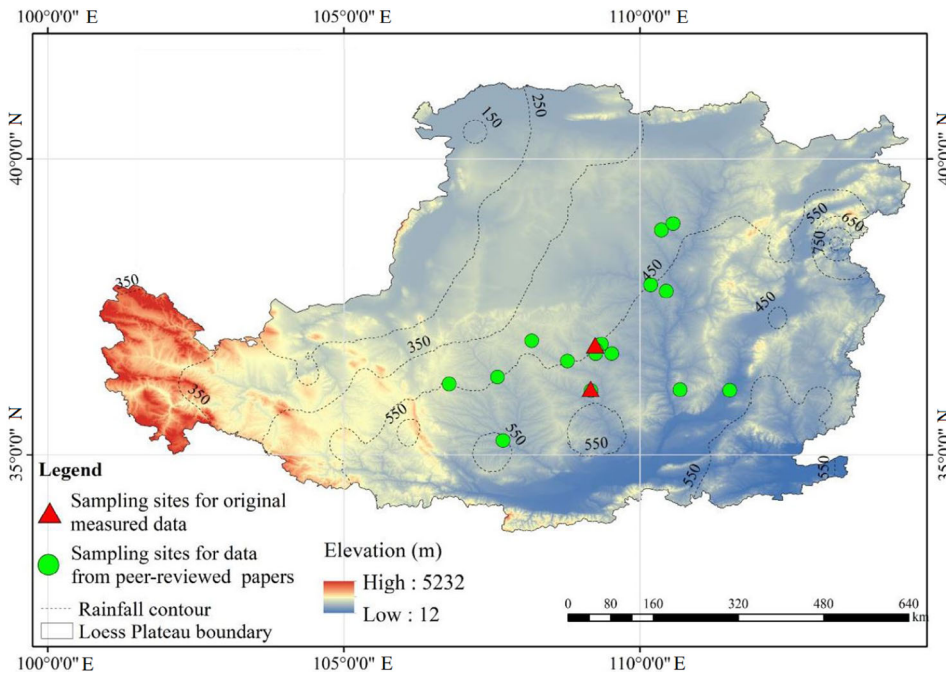 100°0'0" E 105°0'0" E 110°0'0" E
40°0'0" N
40°0'0" N
35°0'0" N
35°0'0" N
250
150
550
650
750
450
450
350
350
350
550
550
550
550
550
Legend
Sampling sites for original
measured data
Sampling sites for data
from peer-reviewed papers
Rainfall contour
Loess Plateau boundary
Elevation (m)
High : 5232
Low : 12
0 80 160 320 480 640
km
100°0'0" E 105°0'0" E 110°0'0" E